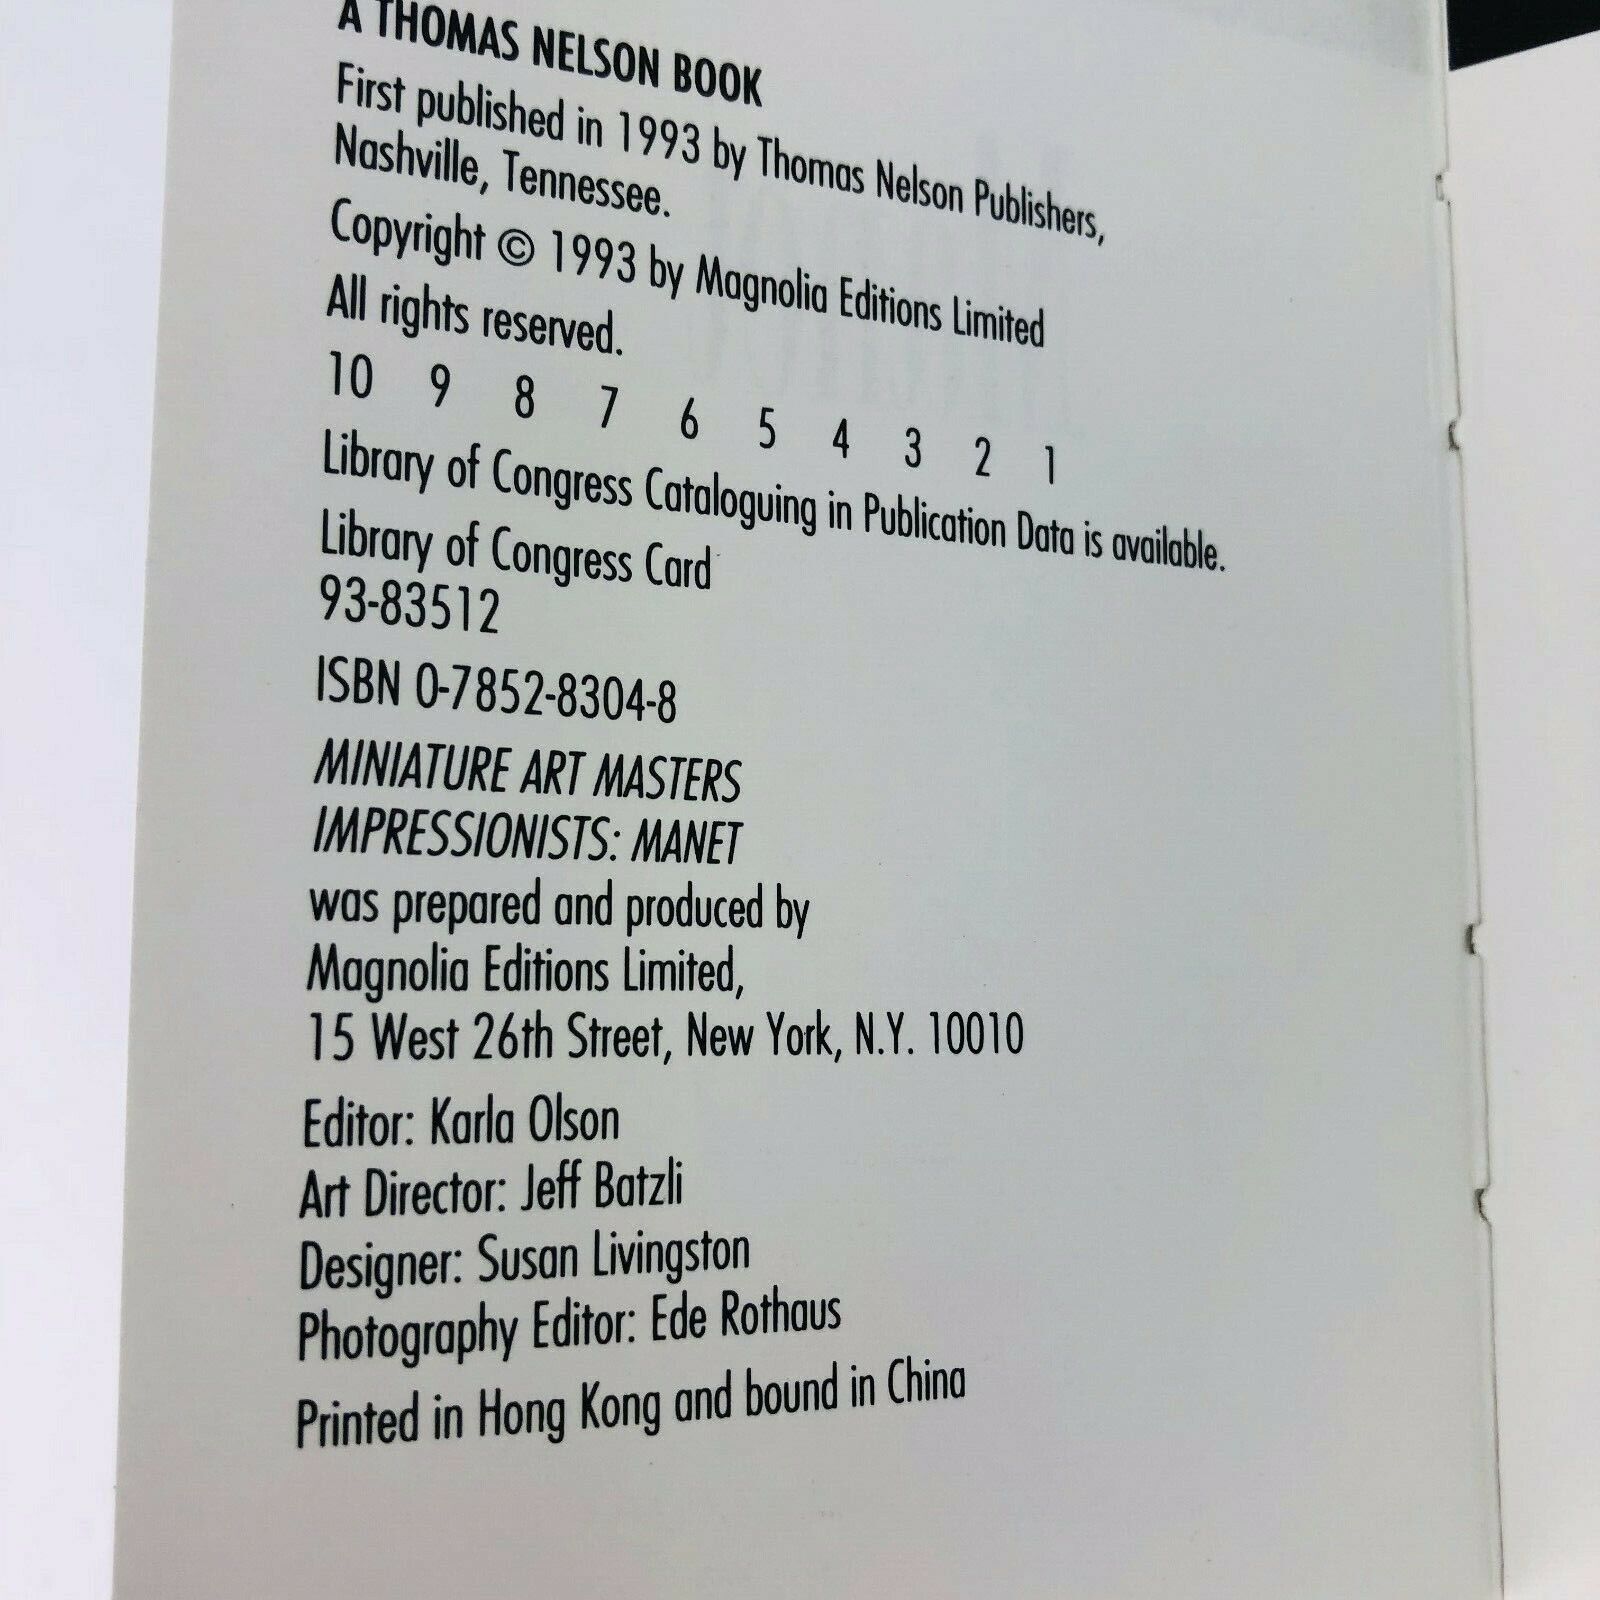 A THOMAS NELSON BOOK
First published in 1993 by Thomas Nelson Publishers,
Nashville, Tennessee.
Copyright © 1993 by Magnolia Editions Limited
All rights reserved.
10 9 8 7 6 5 4 3 2 1
Library of Congress Cataloguing in Publication Data is available.
Library of Congress Card
93-83512
ISBN 0-7852-8304-8
MINIATURE ART MASTERS
IMPRESSIONISTS: MANET
was prepared and produced by
Magnolia Editions Limited,
15 West 26th Street, New York, N.Y. 10010
Editor: Karla Olson
Art Director: Jeff Batzli
Designer: Susan Livingston
Photography Editor: Ede Rothaus
Printed in Hong Kong and bound in China